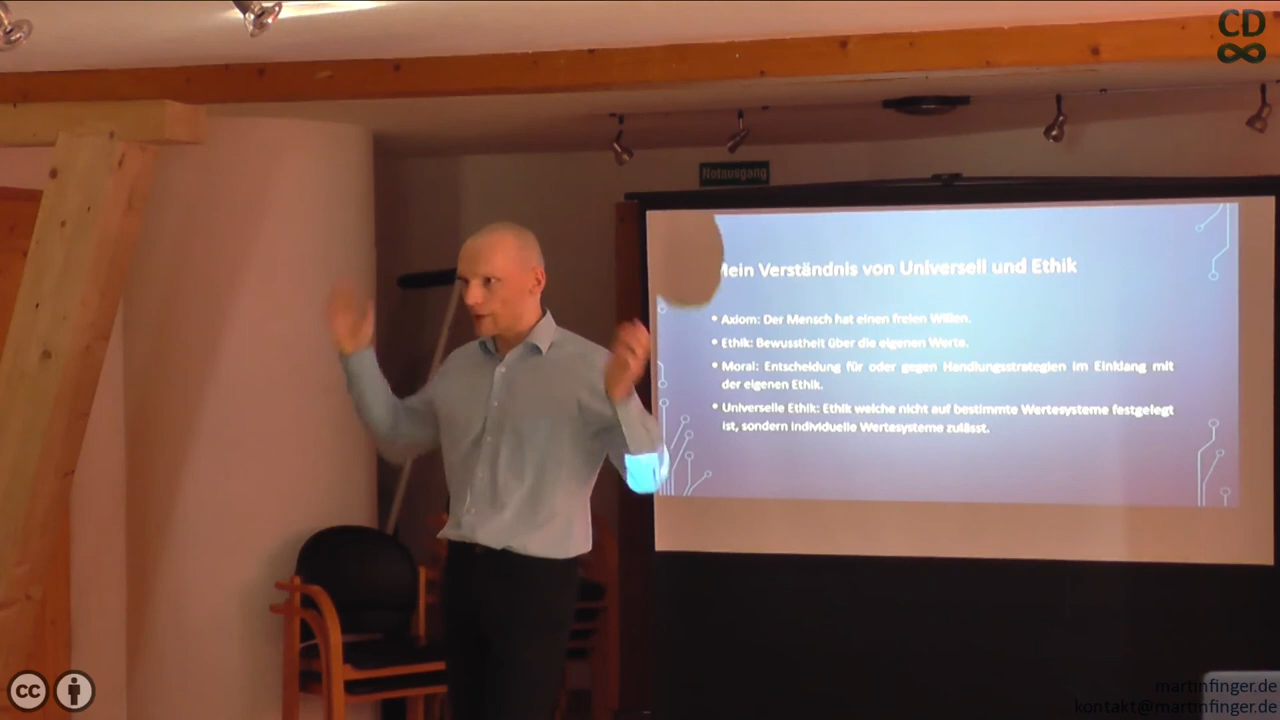 CD
Notausgang
Mein Verständnis von Universell und Ethik
• Axiom: Der Mensch hat einen freien Willen.
• Ethik: Bewusstheit über die eigenen Werte.
• Moral: Entscheidung für oder gegen Handlungsstrategien im Einklang mit
der eigenen Ethik.
• Universelle Ethik: Ethik welche nicht auf bestimmte Wertesysteme festgelegt
ist, sondern individuelle Wertesysteme zulässt.
cc
martinfinger.de
kontakt@martinfinger.de